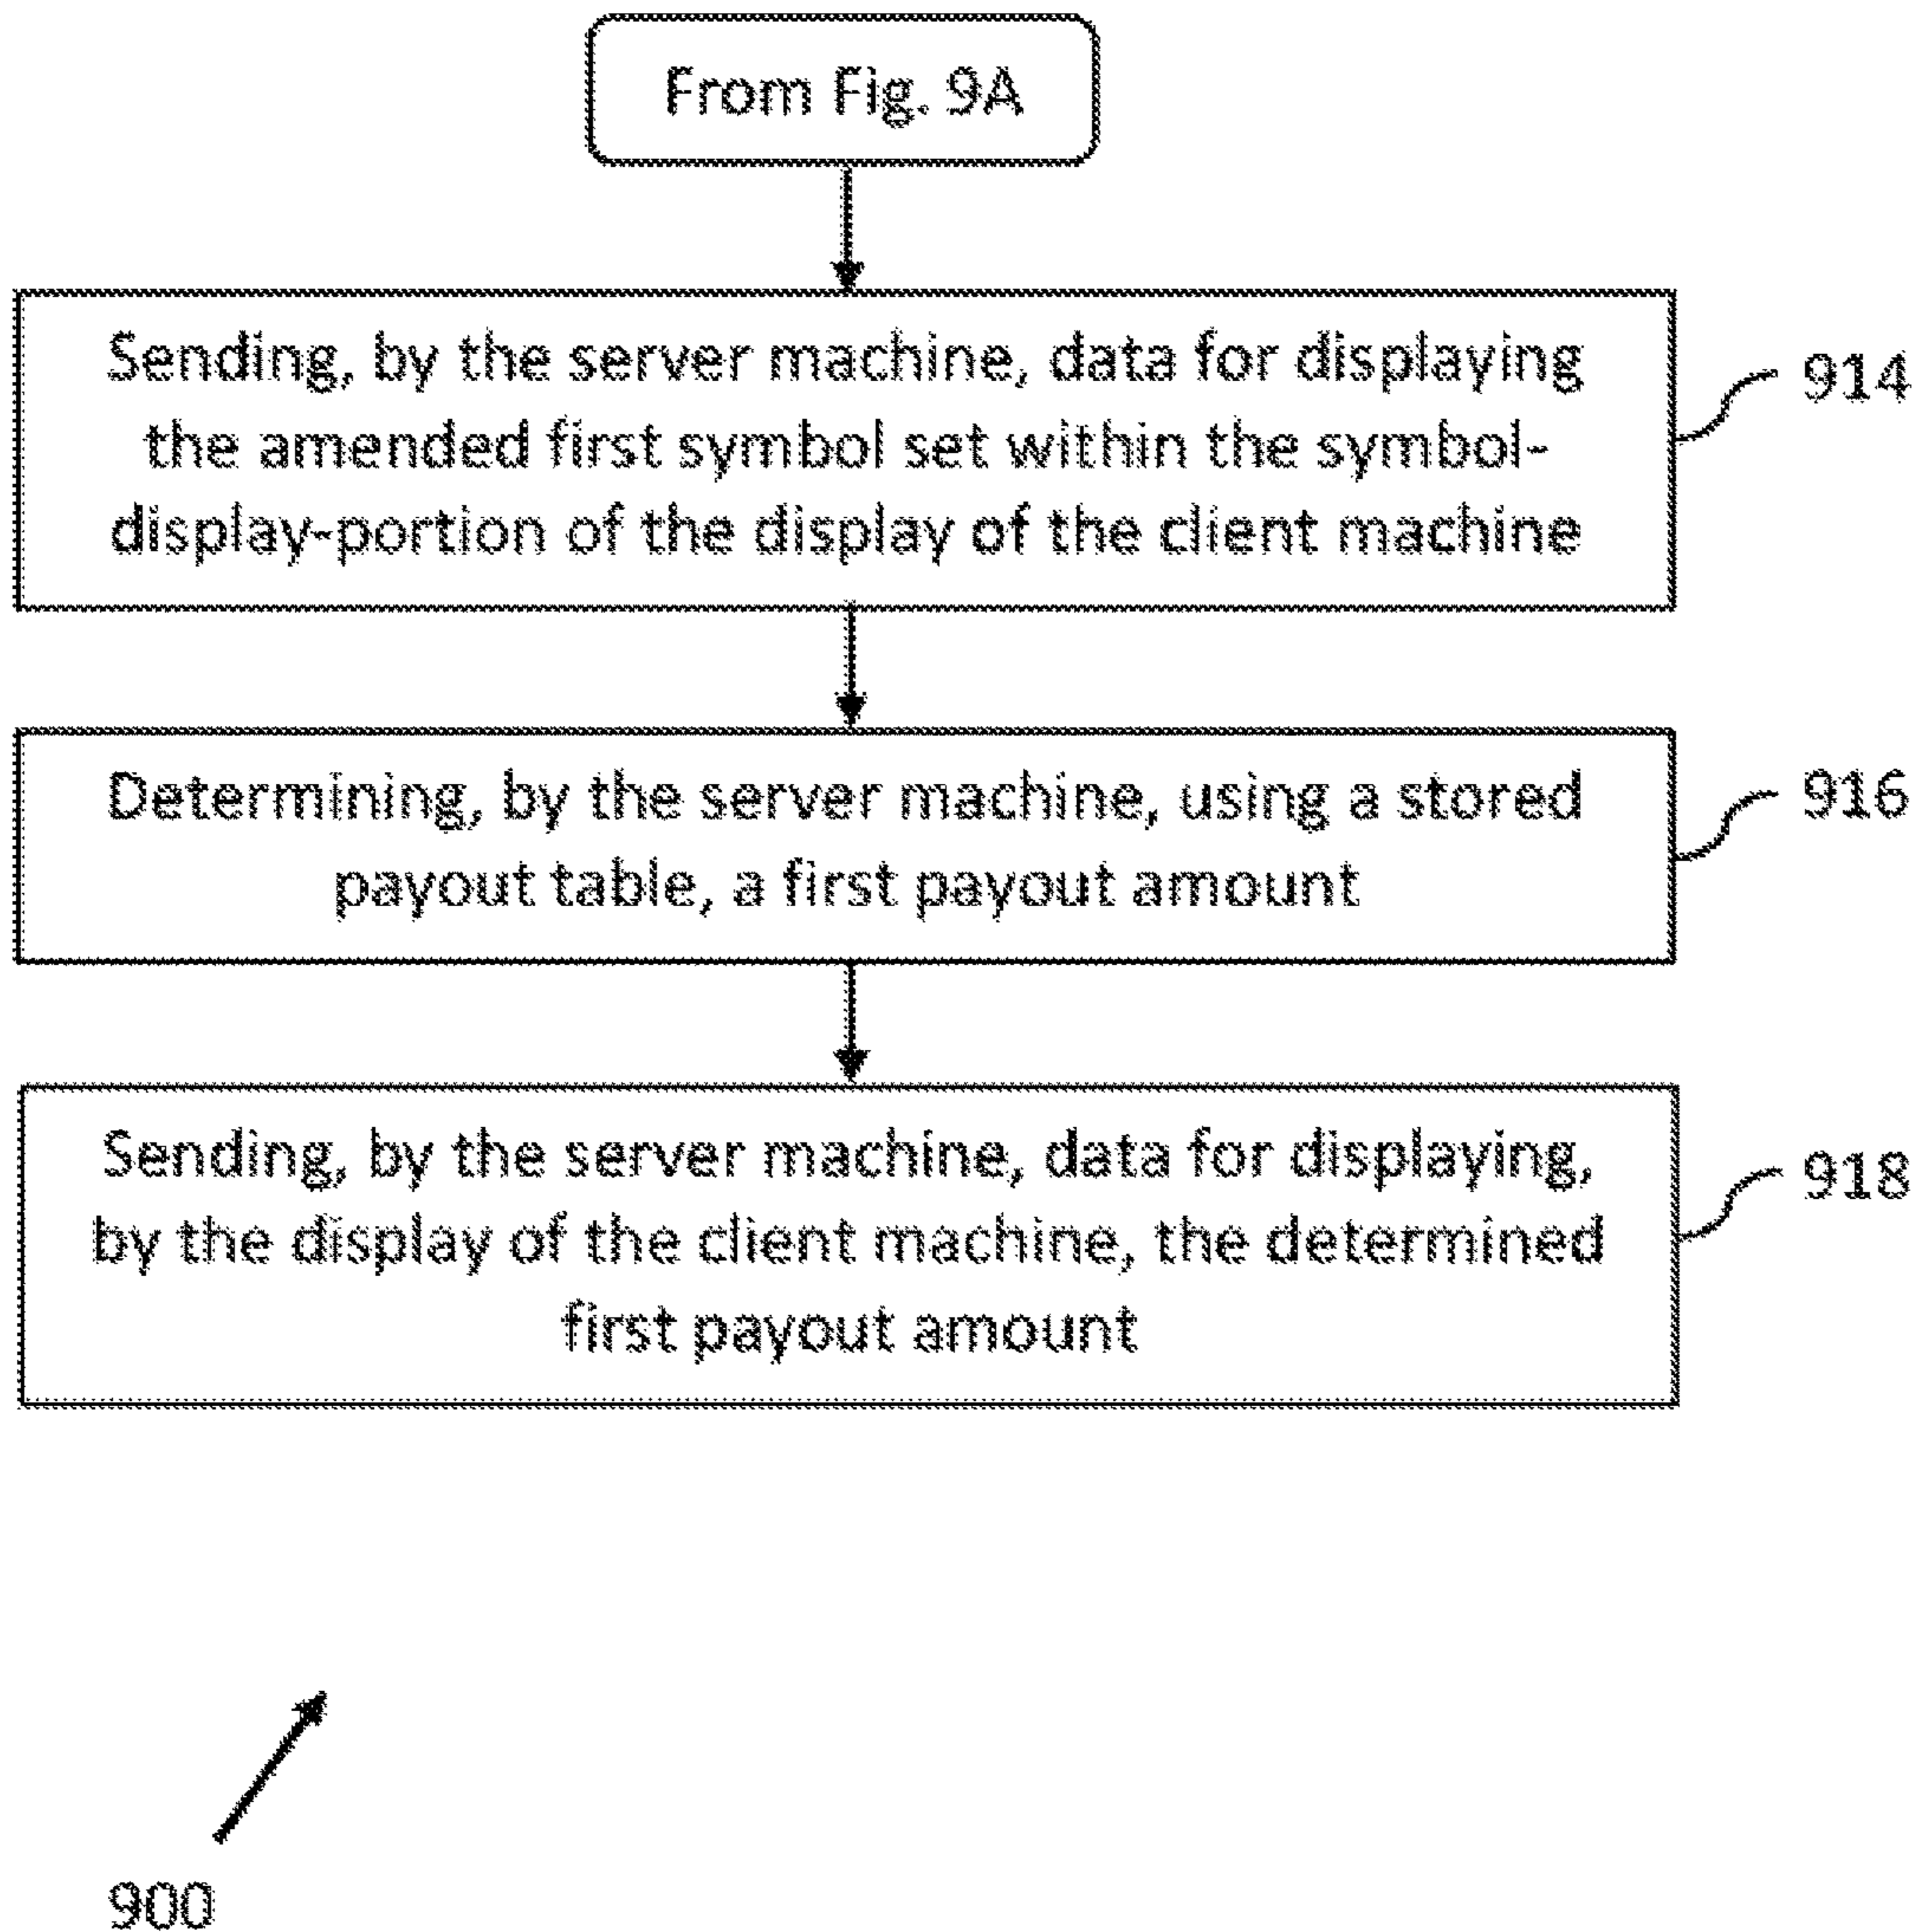 From Fig. 9A
Sending, by the server machine, data for displaying
the amended first symbol set within the symbol-
display-portion of the display of the client machine
914
Determining, by the server machine, using a stored
payout table, a first payout amount
916
Sending, by the server machine, data for displaying,
by the display of the client machine, the determined
first payout amount
918
900